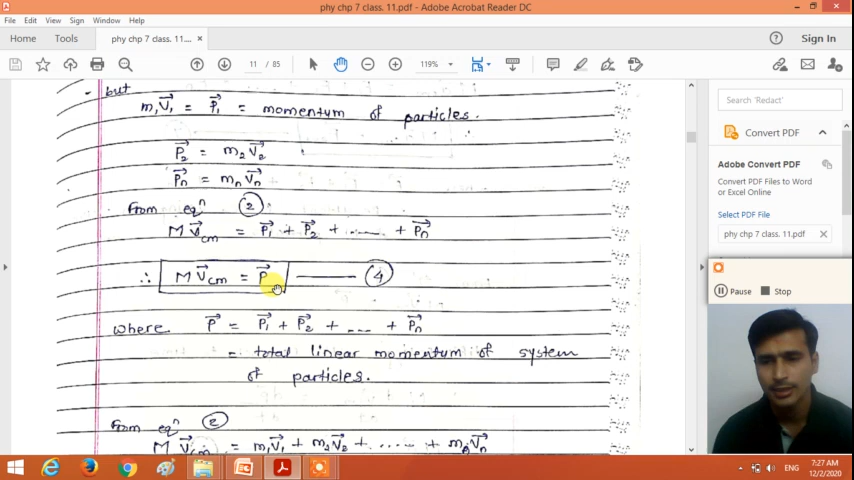 phy chp 7 class. 11.pdf - Adobe Acrobat Reader DC
File Edit View Sign Window Help
Home Tools phy chp 7 class. 11.... × Sign In
11 / 85 119%
but
m₁V⃗₁ = P⃗₁ = momentum of particles.
P⃗₂ = m₂V⃗₂
P⃗n = mnV⃗n
From eqⁿ ②
M V⃗cm = P⃗₁ + P⃗₂ + ...... + P⃗n
∴ M V⃗cm = P⃗ ——— ④
where P⃗ = P⃗₁ + P⃗₂ + ... + P⃗n
= total linear momentum of system
of particles.
From eqⁿ ②
M V⃗cm = m₁V⃗₁ + m₂V⃗₂ + ...... + mnV⃗n
Search 'Redact'
Convert PDF
Adobe Convert PDF
Convert PDF Files to Word
or Excel Online
Select PDF File
phy chp 7 class. 11.pdf ×
Pause Stop
ENG
7:27 AM
12/2/2020